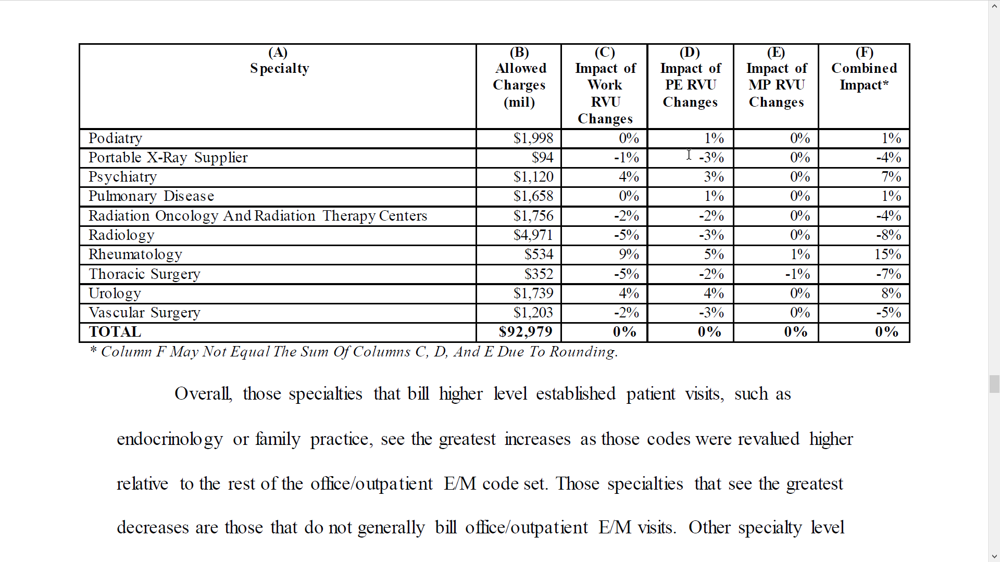 (A) Specialty (B) Allowed Charges (mil) (C) Impact of Work RVU Changes (D) Impact of PE RVU Changes (E) Impact of MP RVU Changes (F) Combined Impact*
Podiatry $1,998 0% 1% 0% 1%
Portable X-Ray Supplier $94 -1% -3% 0% -4%
Psychiatry $1,120 4% 3% 0% 7%
Pulmonary Disease $1,658 0% 1% 0% 1%
Radiation Oncology And Radiation Therapy Centers $1,756 -2% -2% 0% -4%
Radiology $4,971 -5% -3% 0% -8%
Rheumatology $534 9% 5% 1% 15%
Thoracic Surgery $352 -5% -2% -1% -7%
Urology $1,739 4% 4% 0% 8%
Vascular Surgery $1,203 -2% -3% 0% -5%
TOTAL $92,979 0% 0% 0% 0%
* Column F May Not Equal The Sum Of Columns C, D, And E Due To Rounding.
Overall, those specialties that bill higher level established patient visits, such as
endocrinology or family practice, see the greatest increases as those codes were revalued higher
relative to the rest of the office/outpatient E/M code set. Those specialties that see the greatest
decreases are those that do not generally bill office/outpatient E/M visits. Other specialty level